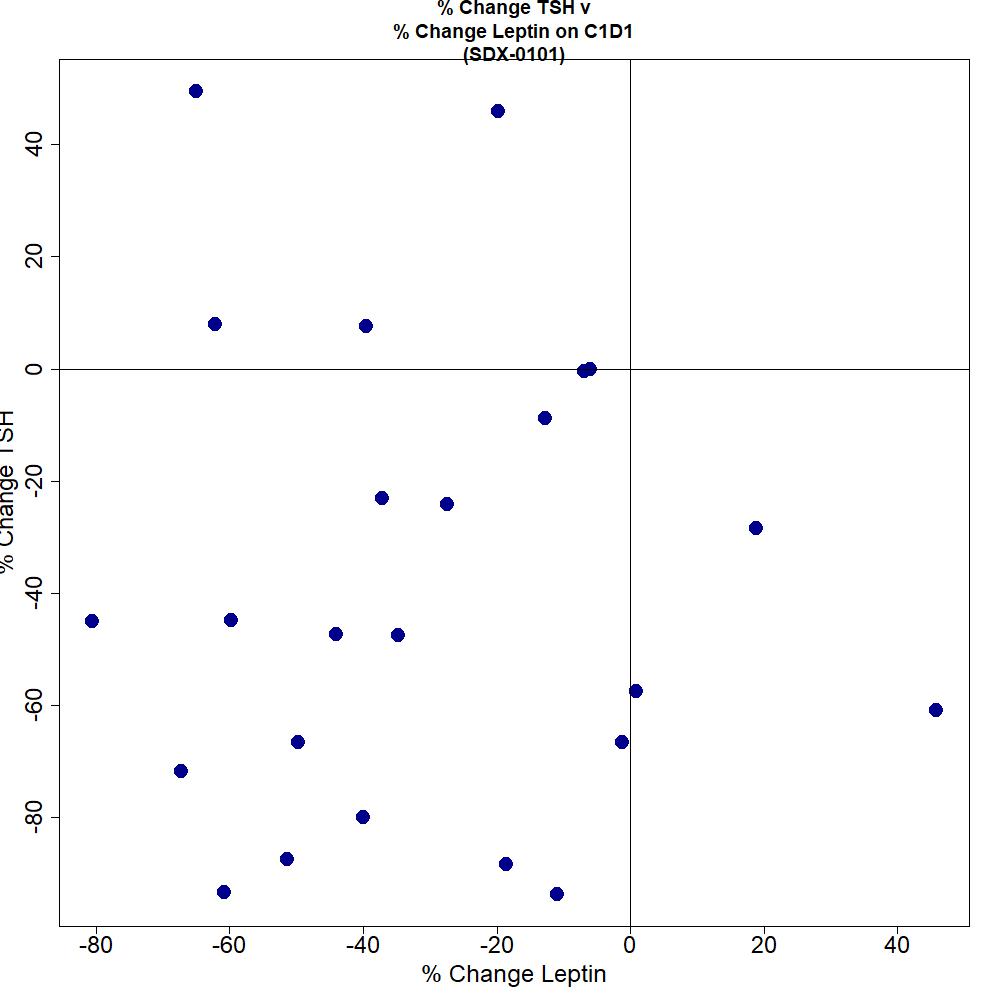 % Change TSH v
% Change Leptin on C1D1
(SDX-0101)
% Change TSH
40
20
0
-20
-40
-60
-80
-80 -60 -40 -20 0 20 40
% Change Leptin